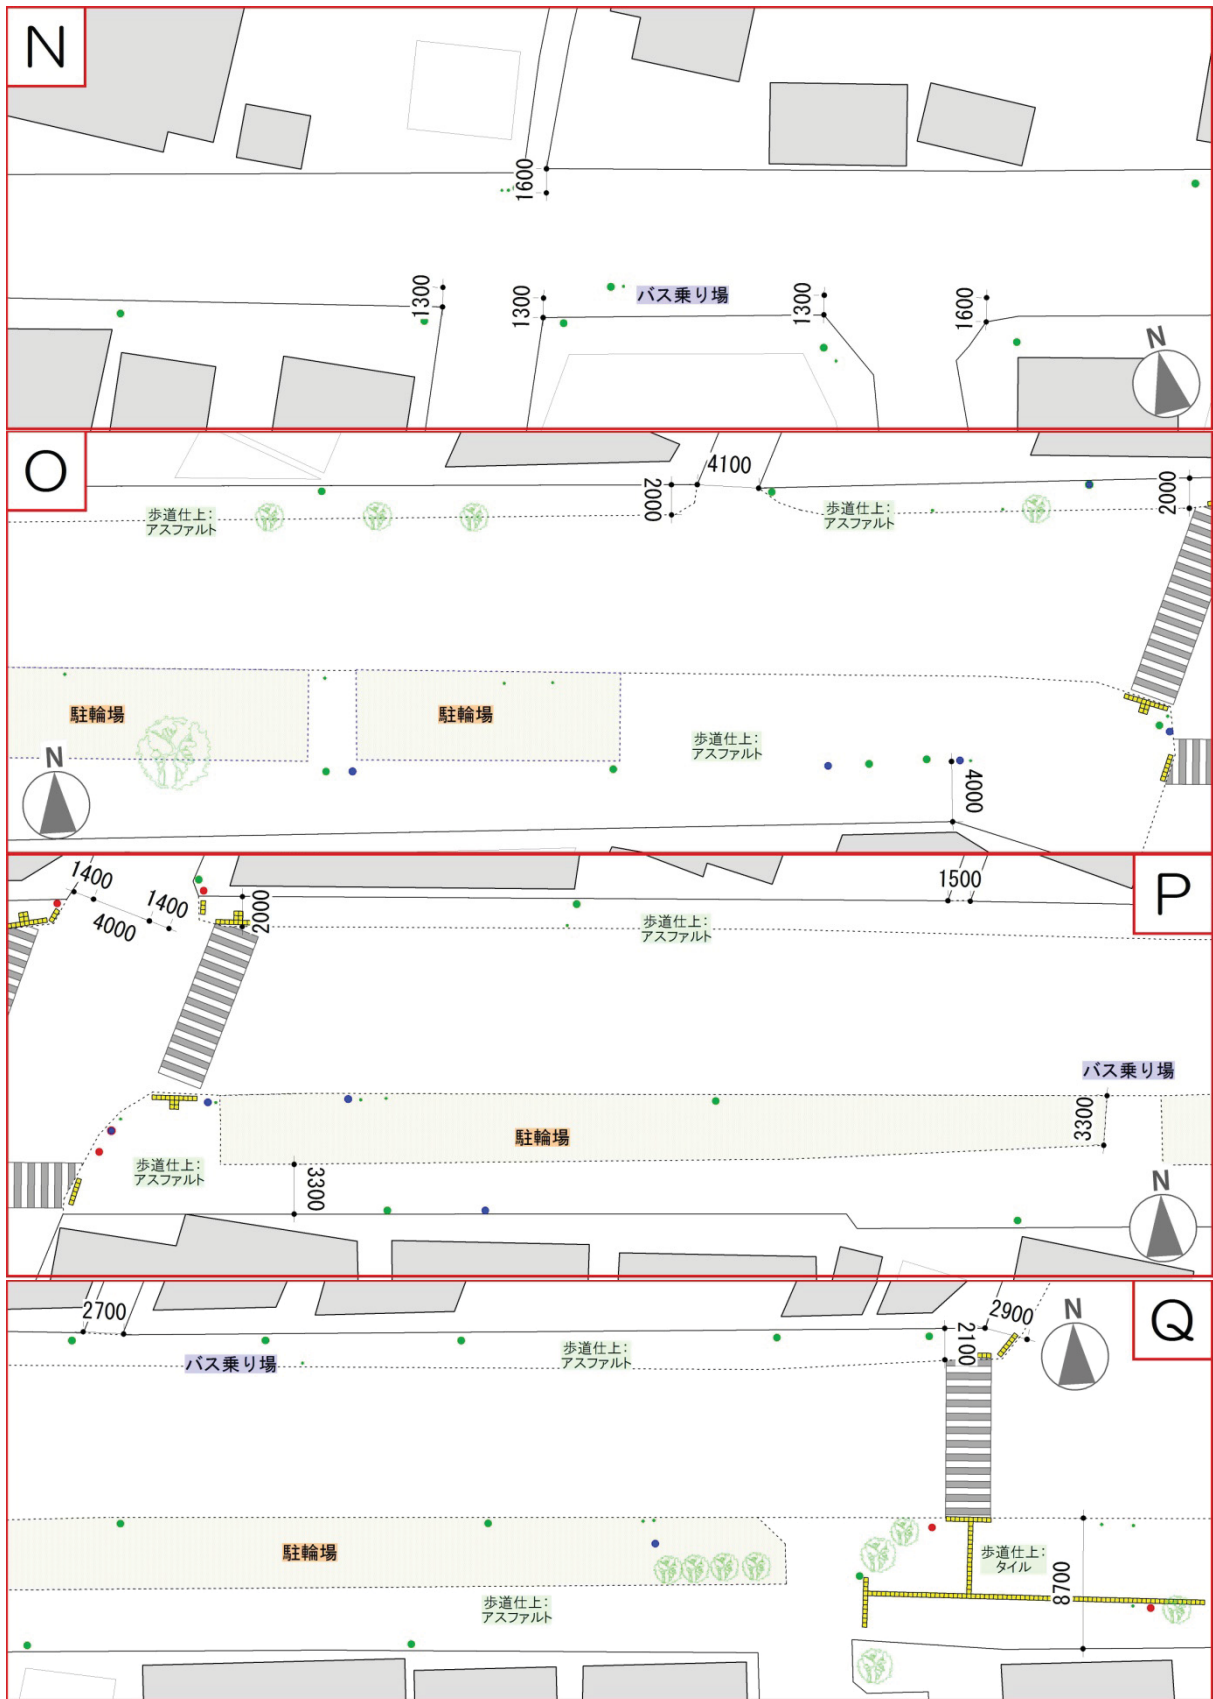 N
1600
1300
1300
バス乗り場
1300
1600
N
O
4100
2000
2000
歩道仕上:
アスファルト
歩道仕上:
アスファルト
駐輪場
駐輪場
歩道仕上:
アスファルト
N
4000
P
1400
4000
1400
2000
1500
歩道仕上:
アスファルト
バス乗り場
3300
駐輪場
歩道仕上:
アスファルト
3300
N
Q
2700
2900
N
2100
歩道仕上:
アスファルト
バス乗り場
駐輪場
歩道仕上:
タイル
8700
歩道仕上:
アスファルト